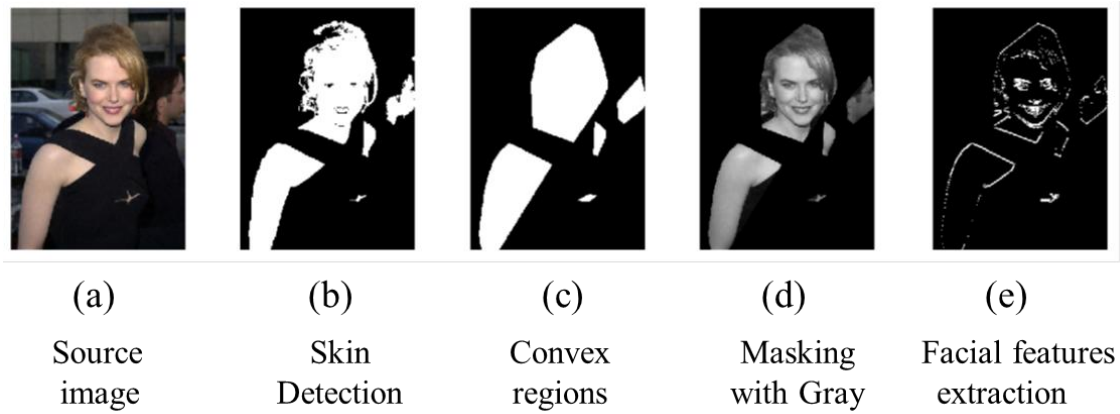 (a) (b) (c) (d) (e)
Source Skin Convex Masking Facial features
image Detection regions with Gray extraction